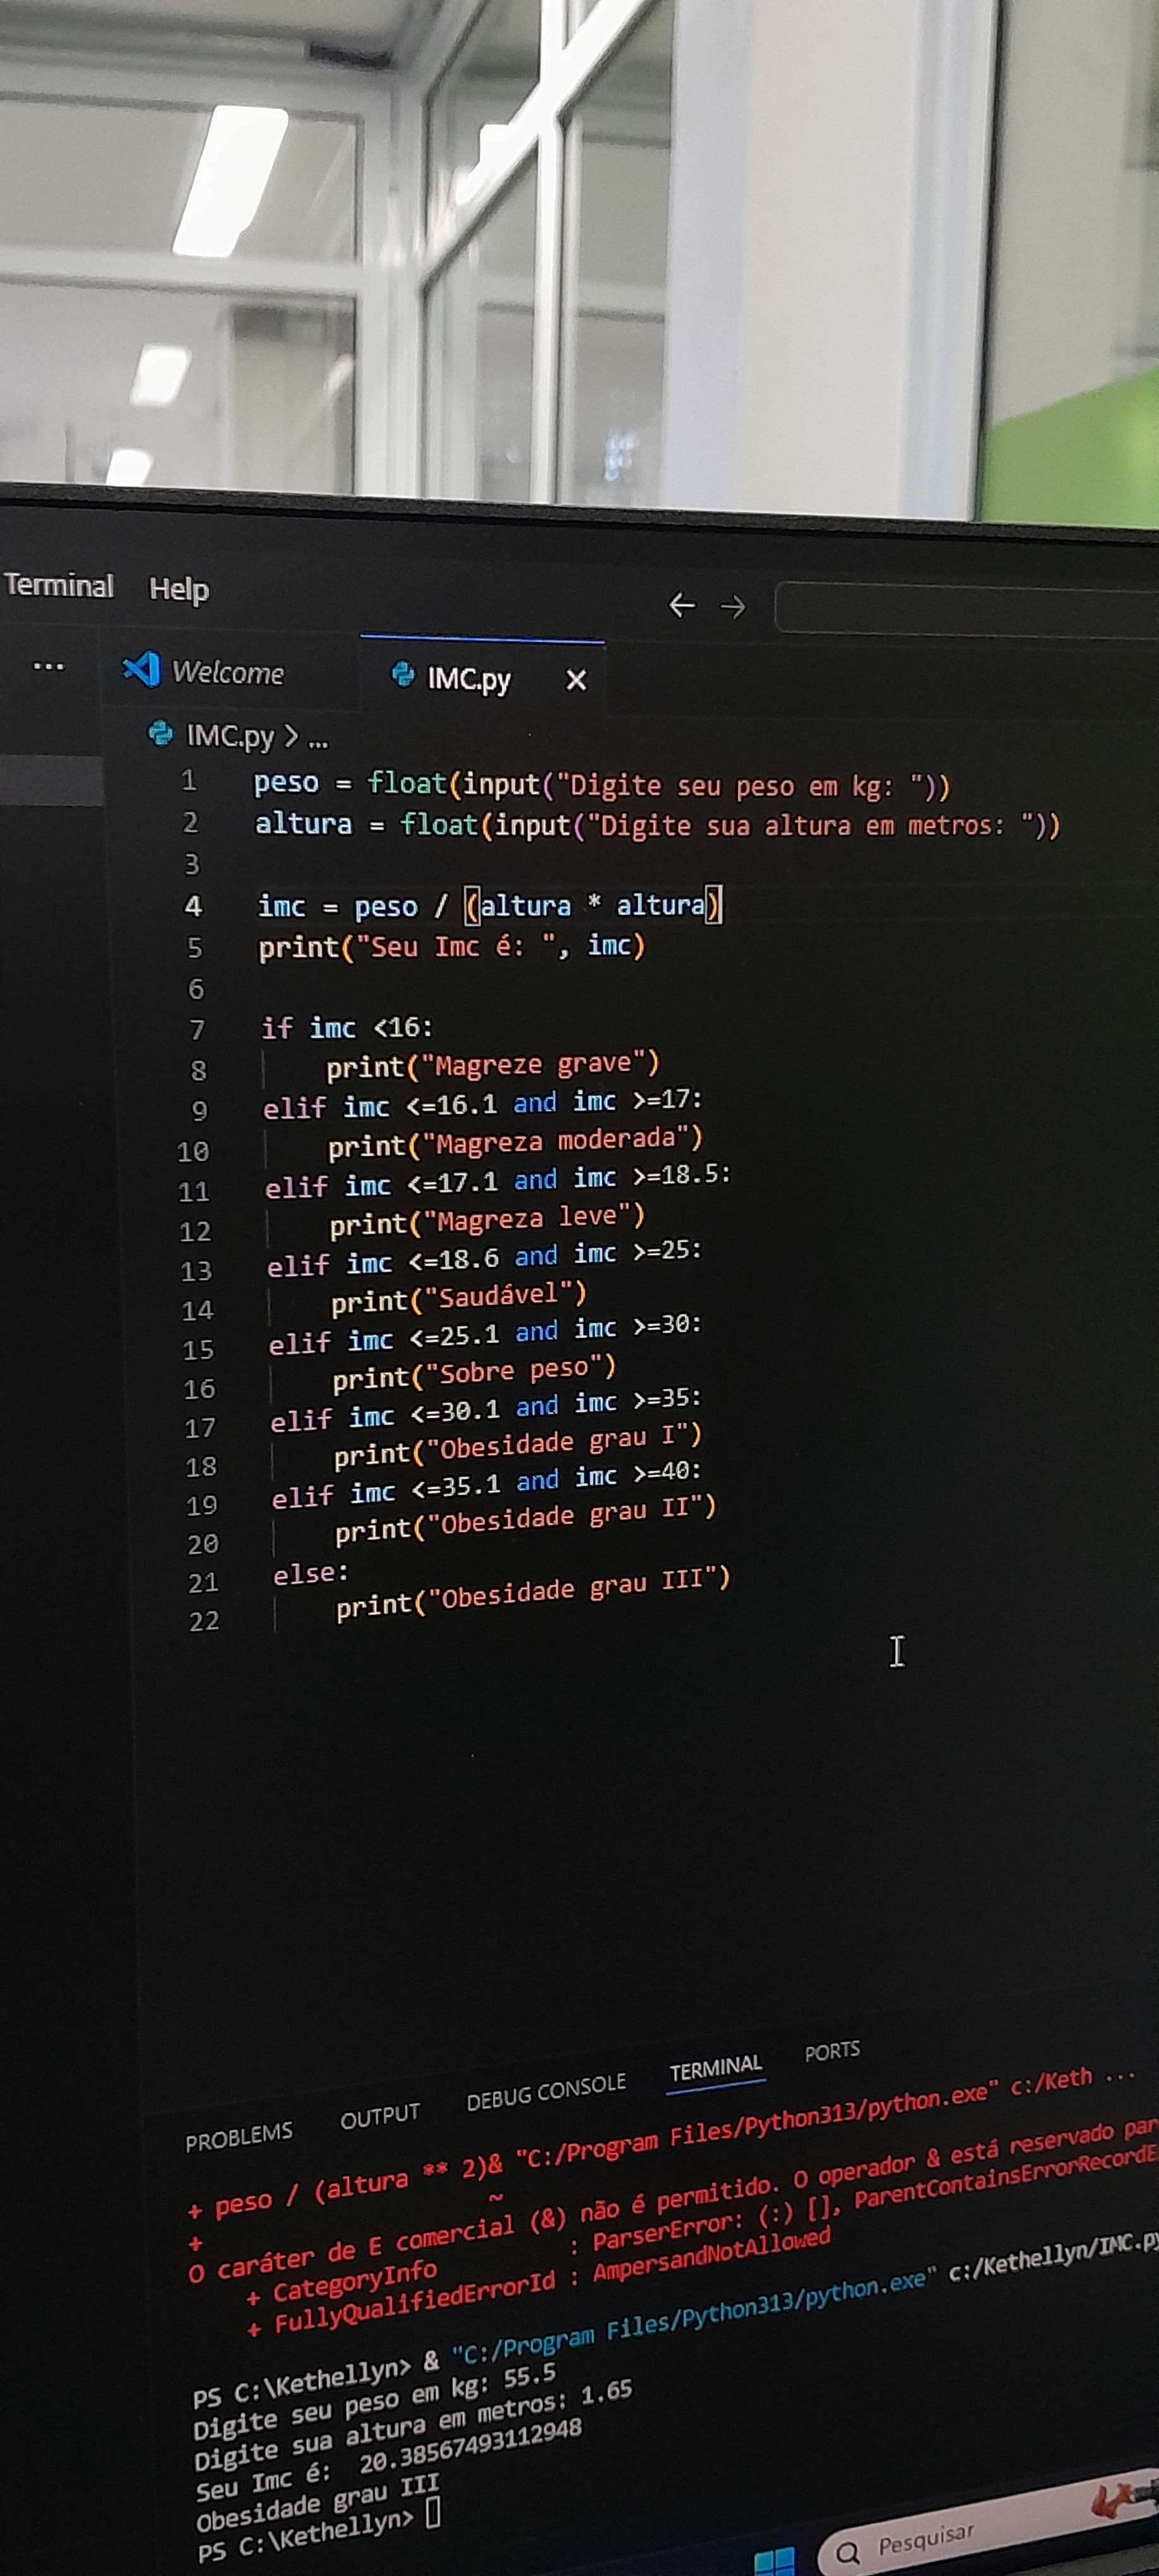 Terminal Help
Welcome IMC.py
IMC.py > ...
1 peso = float(input("Digite seu peso em kg: "))
2 altura = float(input("Digite sua altura em metros: "))
3
4 imc = peso / (altura * altura)
5 print("Seu Imc é: ", imc)
6
7 if imc <16:
8 print("Magreze grave")
9 elif imc <=16.1 and imc >=17:
10 print("Magreza moderada")
11 elif imc <=17.1 and imc >=18.5:
12 print("Magreza leve")
13 elif imc <=18.6 and imc >=25:
14 print("Saudável")
15 elif imc <=25.1 and imc >=30:
16 print("Sobre peso")
17 elif imc <=30.1 and imc >=35:
18 print("Obesidade grau I")
19 elif imc <=35.1 and imc >=40:
20 print("Obesidade grau II")
21 else:
22 print("Obesidade grau III")
PROBLEMS OUTPUT DEBUG CONSOLE TERMINAL PORTS
+ peso / (altura ** 2)& "C:/Program Files/Python313/python.exe" c:/Keth ...
+ ~
O caráter de E comercial (&) não é permitido. O operador & está reservado par
+ CategoryInfo : ParserError: (:) [], ParentContainsErrorRecordE
+ FullyQualifiedErrorId : AmpersandNotAllowed
PS C:\Kethellyn> & "C:/Program Files/Python313/python.exe" c:/Kethellyn/IMC.py
Digite seu peso em kg: 55.5
Digite sua altura em metros: 1.65
Seu Imc é:  20.38567493112948
Obesidade grau III
PS C:\Kethellyn>
Pesquisar